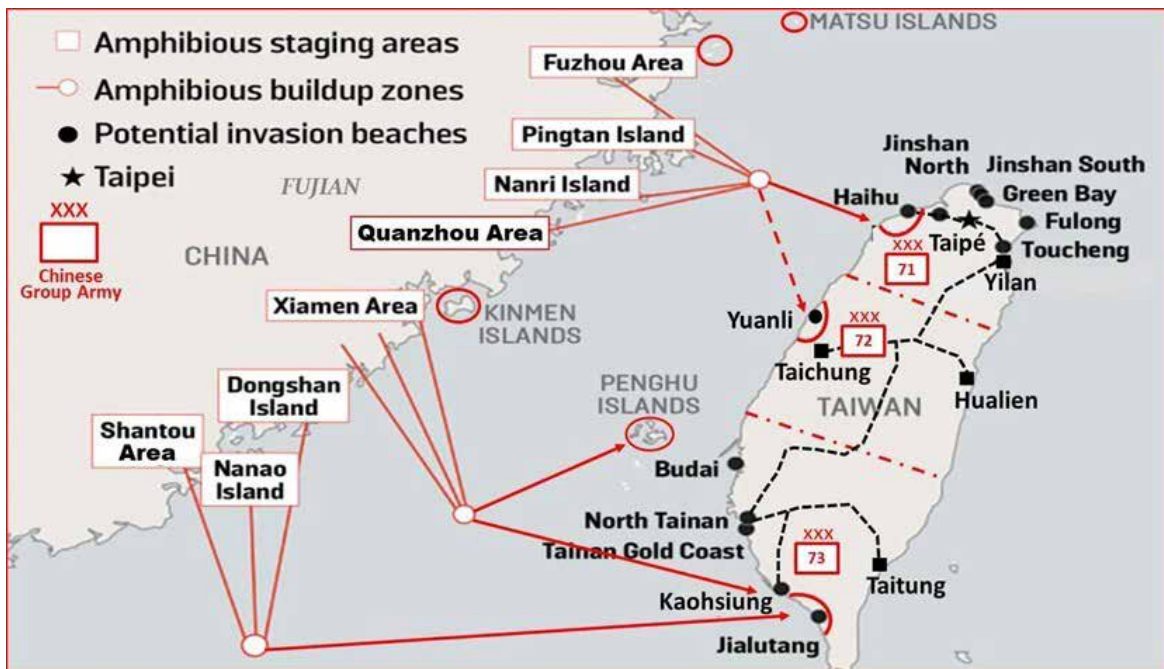 Amphibious staging areas
Amphibious buildup zones
Potential invasion beaches
Taipei
XXX
Chinese
Group Army
FUJIAN
CHINA
MATSU ISLANDS
Fuzhou Area
Pingtan Island
Nanri Island
Quanzhou Area
Xiamen Area
KINMEN
ISLANDS
Dongshan
Island
Shantou
Area
Nanao
Island
PENGHU
ISLANDS
Jinshan
North
Jinshan South
Green Bay
Haihu
Fulong
Taipé
Toucheng
XXX
71
Yilan
Yuanli
XXX
72
Taichung
Hualien
TAIWAN
Budai
North Tainan
Tainan Gold Coast
XXX
73
Taitung
Kaohsiung
Jialutang